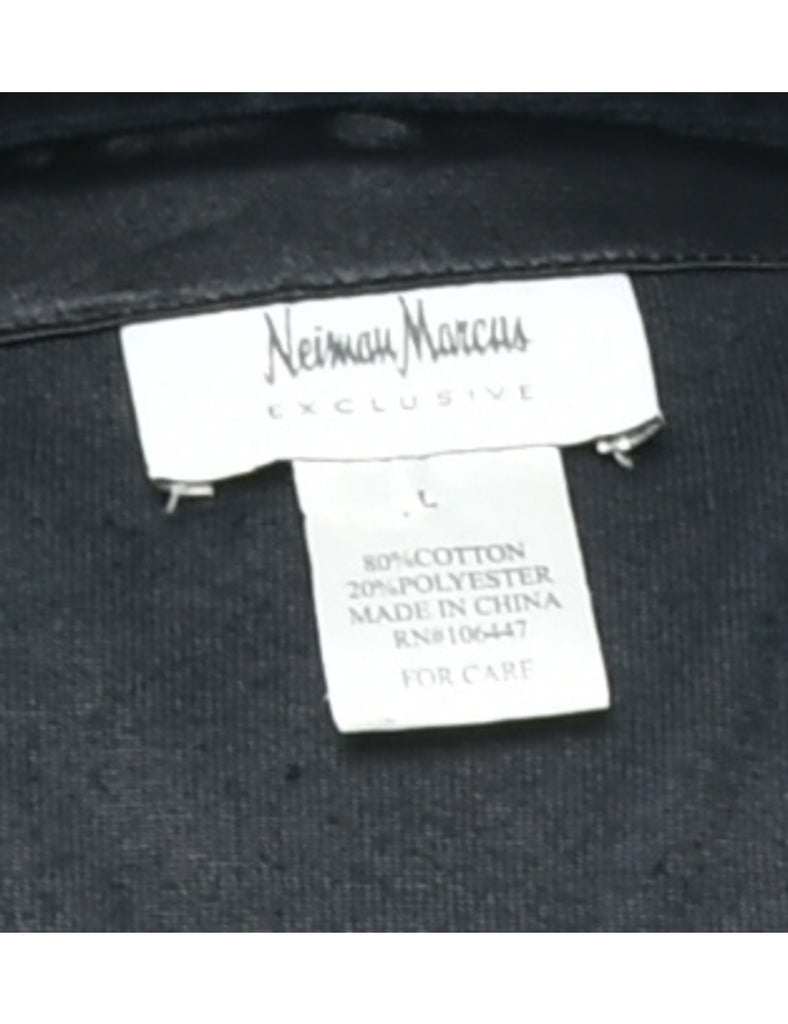 Neiman Marcus
EXCLUSIVE
L
80%COTTON
20%POLYESTER
MADE IN CHINA
RN#106447
FOR CARE